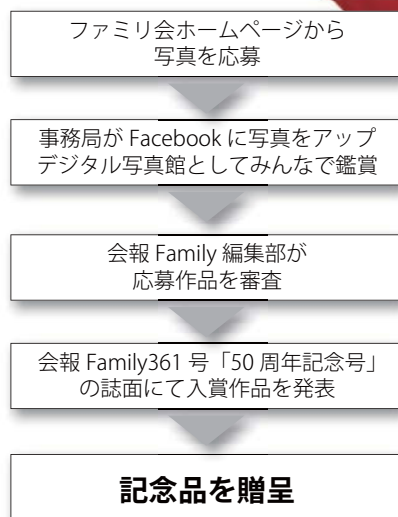 ファミリ会ホームページから
写真を応募
事務局が Facebook に写真をアップ
デジタル写真館としてみんなで鑑賞
会報 Family 編集部が
応募作品を審査
会報 Family361 号「50 周年記念号」
の誌面にて入賞作品を発表
記念品を贈呈